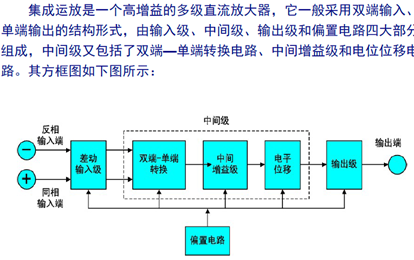 集成运放是一个高增益的多级直流放大器，它一般采用双端输入、
单端输出的结构形式，由输入级、中间级、输出级和偏置电路四大部分
组成，中间级又包括了双端—单端转换电路、中间增益级和电位位移电
路。其方框图如下图所示：
中间级
反相
输入端
输出端
差动
输入级
双端-单端
转换
中间
增益级
电平
位移
输出级
同相
输入端
偏置电路